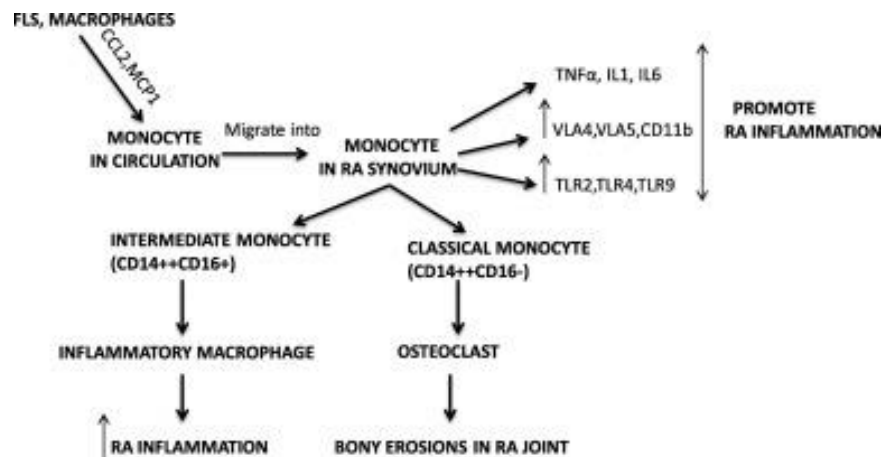 FLS, MACROPHAGES
CCL2,MCP1
MONOCYTE
IN CIRCULATION
Migrate into
MONOCYTE
IN RA SYNOVIUM
TNFα, IL1, IL6
VLA4,VLA5,CD11b
TLR2,TLR4,TLR9
PROMOTE
RA INFLAMMATION
INTERMEDIATE MONOCYTE
(CD14++CD16+)
CLASSICAL MONOCYTE
(CD14++CD16-)
INFLAMMATORY MACROPHAGE
OSTEOCLAST
RA INFLAMMATION
BONY EROSIONS IN RA JOINT